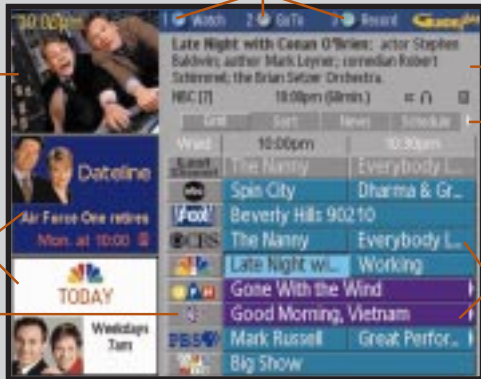 10:00pm
1 Watch 2 GoTo 3 Record Guide
Late Night with Conan O'Brien: actor Stephen
Baldwin; author Mark Leyner; comedian Robert
Schimmel; the Brian Setzer Orchestra.
NBC [7] 10:00pm (60min.)
Grid Sort News Schedule
Wed 10:00pm 10:30pm
Last The Nanny Everybody L...
abc Spin City Dharma & Gr...
FOX Beverly Hills 90210
CBS The Nanny Everybody L...
Late Night wi... Working
Gone With the Wind
Good Morning, Vietnam
PBS Mark Russell Great Perfor...
Big Show
Dateline
Air Force One retires
Mon. at 10:00
TODAY
Weekdays
7am